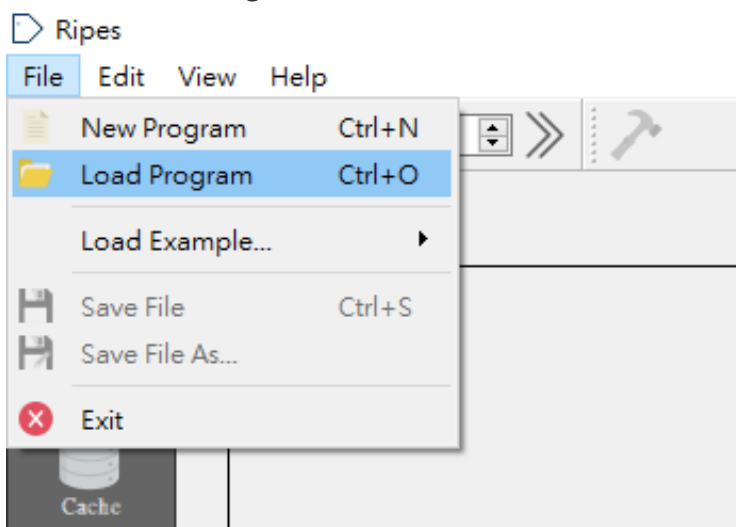 Ripes
File Edit View Help
New Program Ctrl+N
Load Program Ctrl+O
Load Example...
Save File Ctrl+S
Save File As...
Exit
Cache